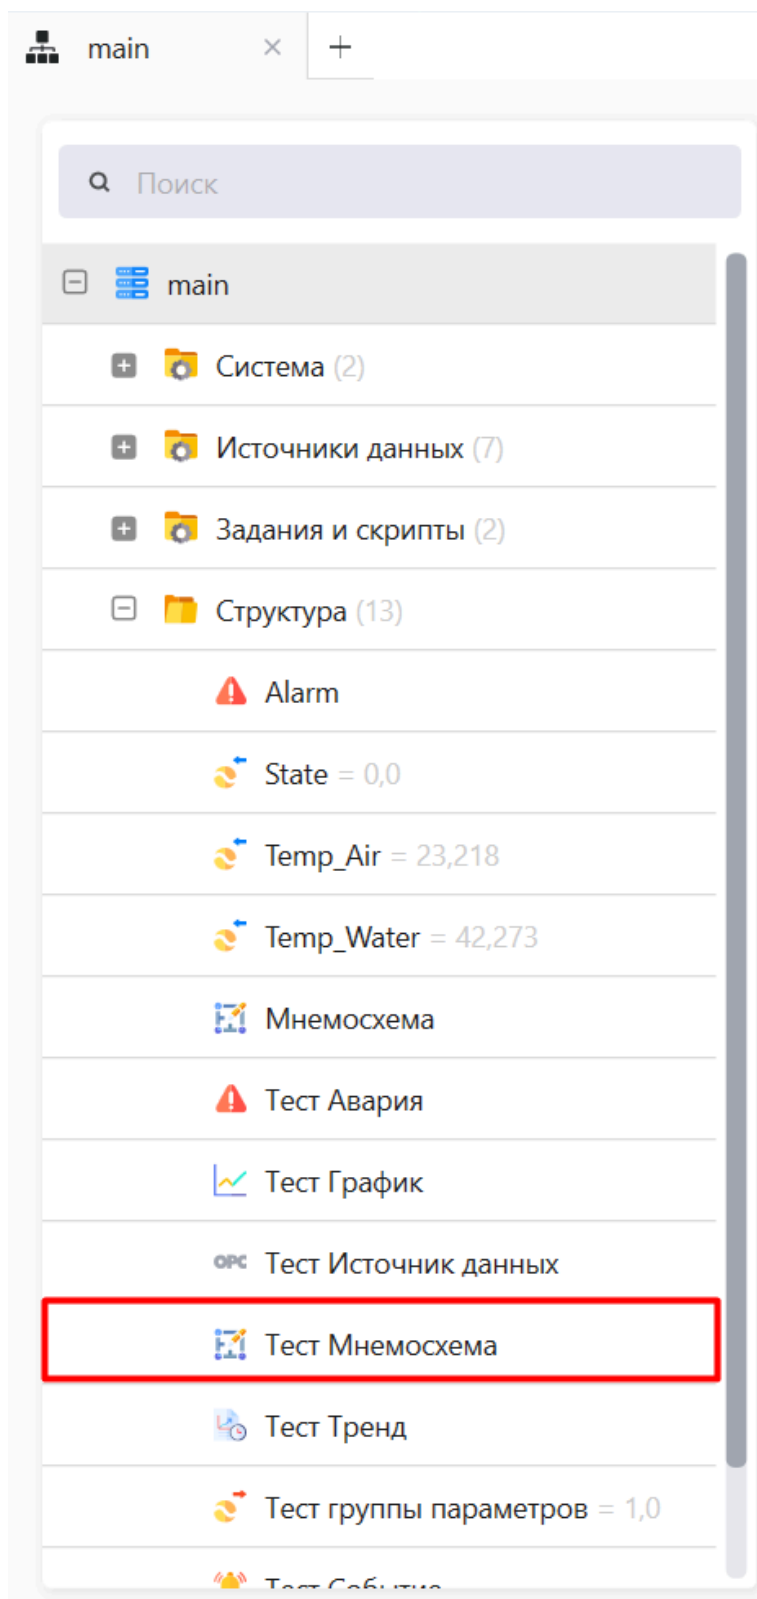 main
Поиск
main
Система (2)
Источники данных (7)
Задания и скрипты (2)
Структура (13)
Alarm
State = 0,0
Temp_Air = 23,218
Temp_Water = 42,273
Мнемосхема
Тест Авария
Тест График
OPC Тест Источник данных
Тест Мнемосхема
Тест Тренд
Тест группы параметров = 1,0
Тест Событие